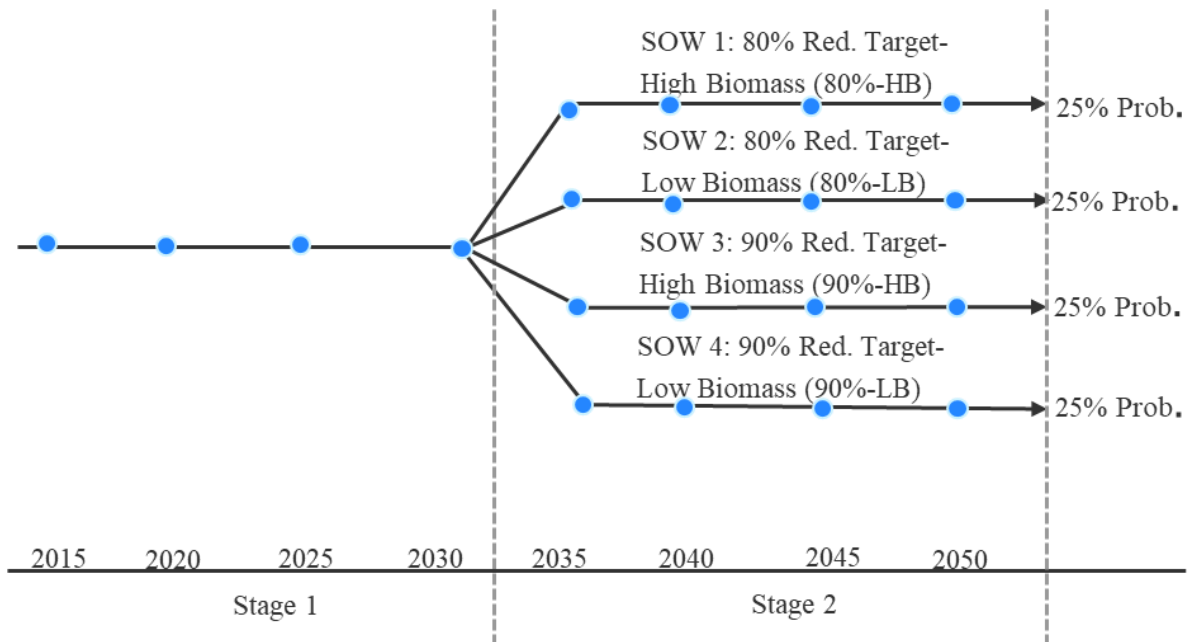 SOW 1: 80% Red. Target-
High Biomass (80%-HB)
25% Prob.
SOW 2: 80% Red. Target-
Low Biomass (80%-LB)
25% Prob.
SOW 3: 90% Red. Target-
High Biomass (90%-HB)
25% Prob.
SOW 4: 90% Red. Target-
Low Biomass (90%-LB)
25% Prob.
2015 2020 2025 2030 2035 2040 2045 2050
Stage 1 Stage 2